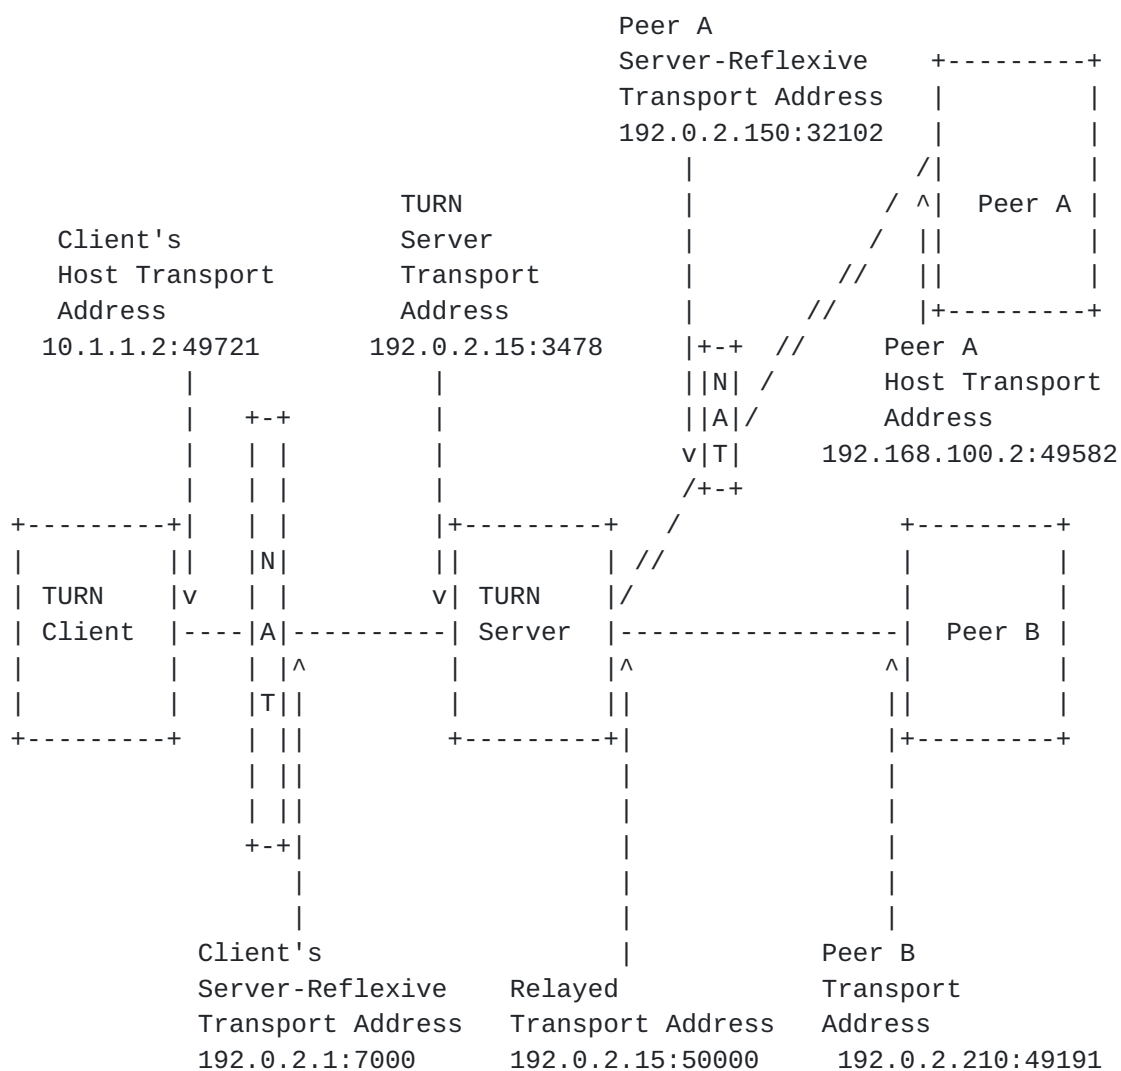 Peer A
Server-Reflexive    +---------+
Transport Address   |         |
192.0.2.150:32102   |         |
|              /|         |
TURN              |            / ^|  Peer A |
Client's              Server            |           /  ||         |
Host Transport        Transport         |         //   ||         |
Address               Address           |       //     |+---------+
10.1.1.2:49721       192.0.2.15:3478     |+-+  //     Peer A
|               |               ||N| /       Host Transport
|   +-+         |               ||A|/        Address
|   | |         |               v|T|     192.168.100.2:49582
|   | |         |               /+-+
+---------+|   | |         |+---------+   /              +---------+
|         ||   |N|         ||         | //               |         |
| TURN    |v   | |         v| TURN    |/                 |         |
| Client  |----|A|----------| Server  |------------------|  Peer B |
|         |    | |^         |         |^                ^|         |
|         |    |T||         |         ||                ||         |
+---------+    | ||         +---------+|                |+---------+
| ||                    |                |
| ||                    |                |
+-+|                    |                |
|                    |                |
|                    |                |
Client's                   |            Peer B
Server-Reflexive    Relayed             Transport
Transport Address   Transport Address   Address
192.0.2.1:7000      192.0.2.15:50000     192.0.2.210:49191